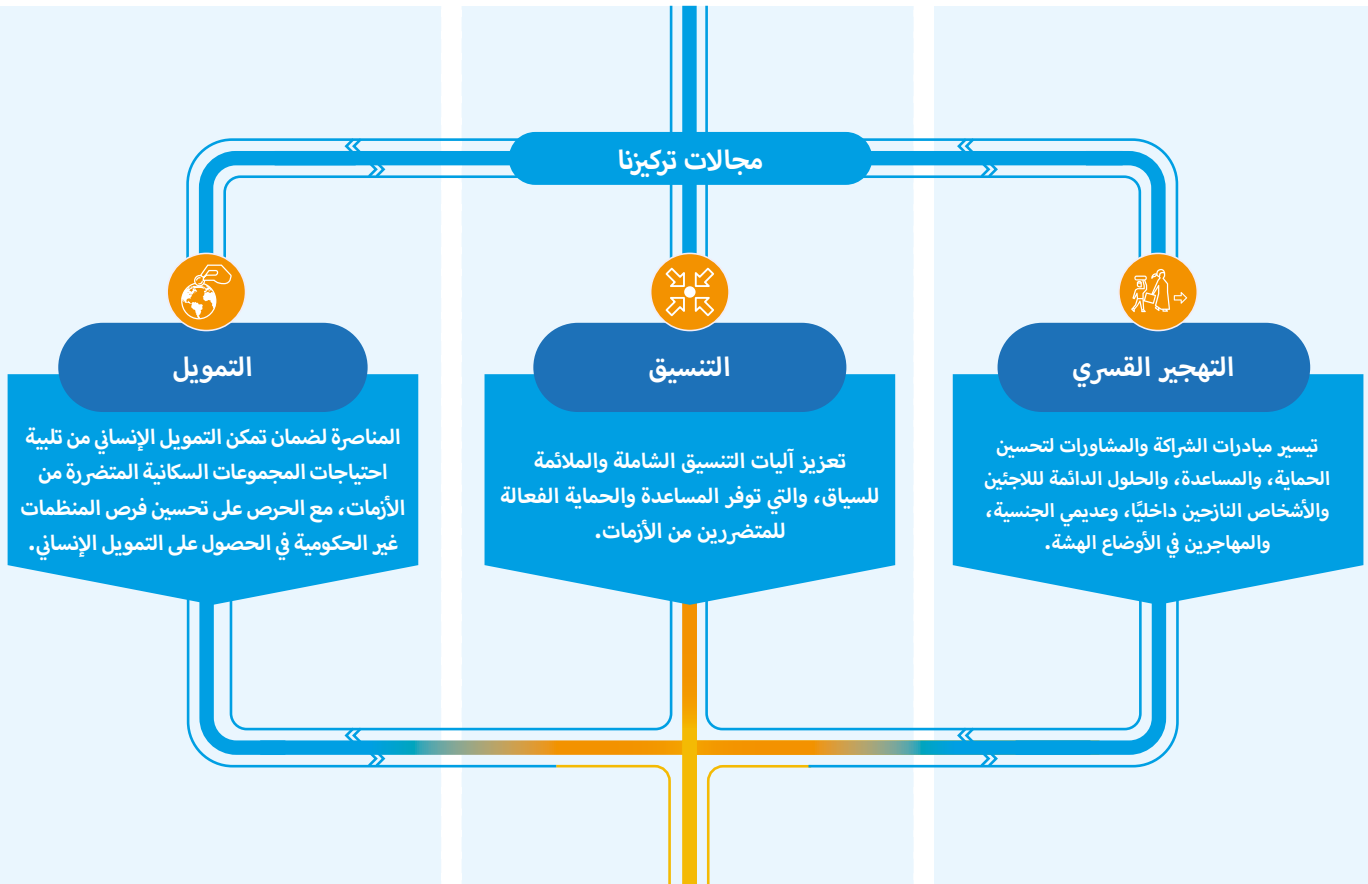 مجالات تركيزنا
التهجير القسري
تيسير مبادرات الشراكة والمشاورات لتحسين
الحماية، والمساعدة، والحلول الدائمة للاجئين
والأشخاص النازحين داخليًا، وعديمي الجنسية،
والمهاجرين في الأوضاع الهشة.
التنسيق
تعزيز آليات التنسيق الشاملة والملائمة
للسياق، والتي توفر المساعدة والحماية الفعالة
للمتضررين من الأزمات.
التمويل
المناصرة لضمان تمكن التمويل الإنساني من تلبية
احتياجات المجموعات السكانية المتضررة من
الأزمات، مع الحرص على تحسين فرص المنظمات
غير الحكومية في الحصول على التمويل الإنساني.